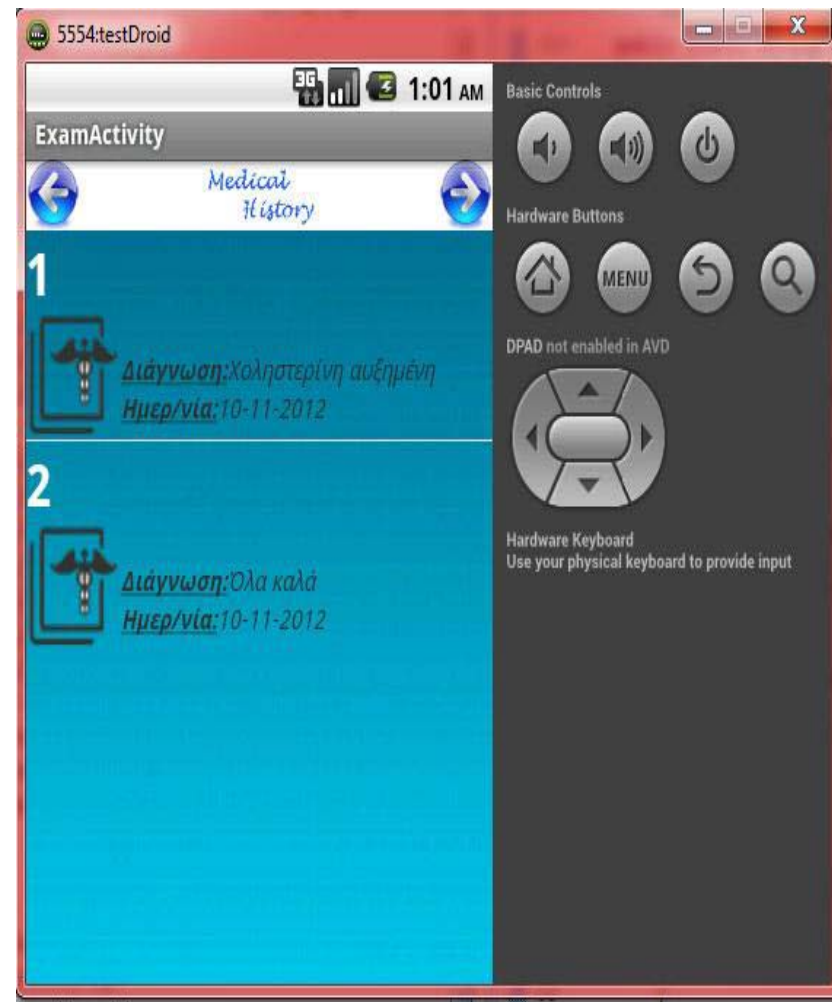 5554:testDroid
3G
1:01 AM
ExamActivity
Medical
History
1
Διάγνωση:Χοληστερίνη αυξημένη
Ημερ/νία:10-11-2012
2
Διάγνωση:Όλα καλά
Ημερ/νία:10-11-2012
Basic Controls
Hardware Buttons
MENU
DPAD not enabled in AVD
Hardware Keyboard
Use your physical keyboard to provide input